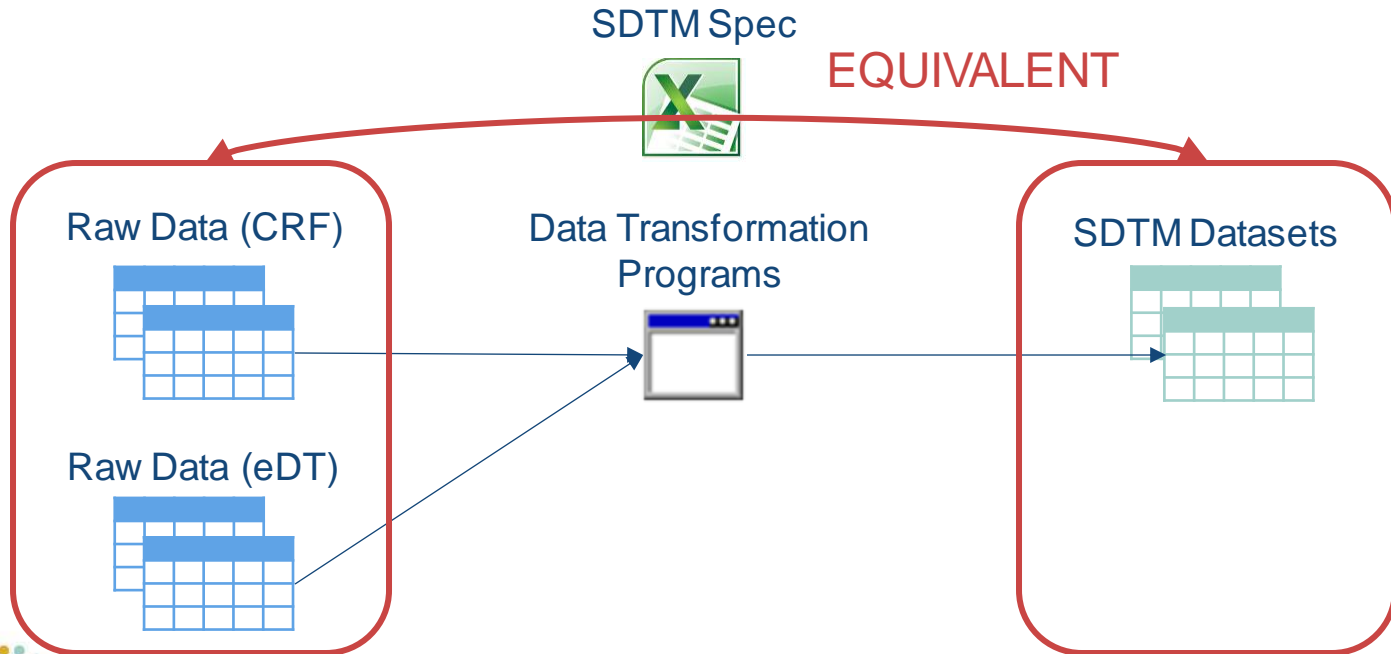 SDTM Spec
EQUIVALENT
Raw Data (CRF)
Data Transformation
Programs
SDTM Datasets
Raw Data (eDT)